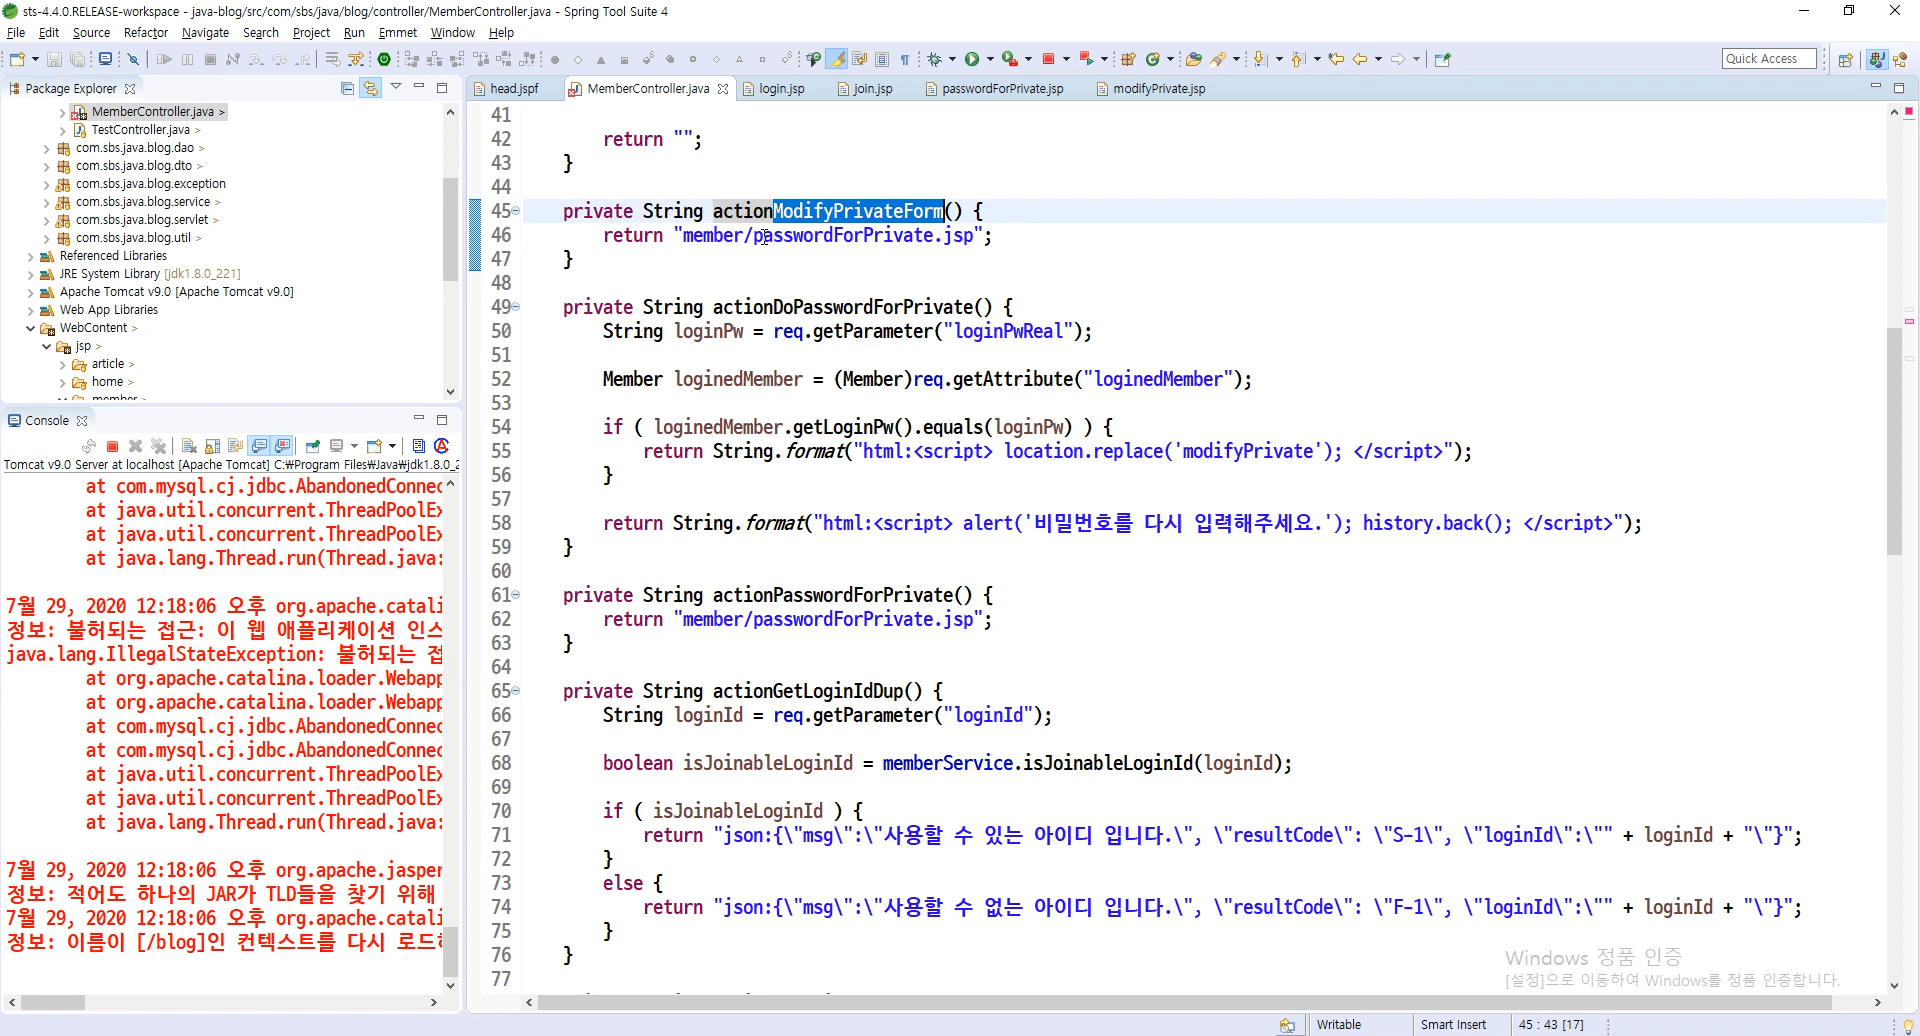 sts-4.4.0.RELEASE-workspace - java-blog/src/com/sbs/java/blog/controller/MemberController.java - Spring Tool Suite 4
File Edit Source Refactor Navigate Search Project Run Emmet Window Help
Quick Access
Package Explorer
MemberController.java >
TestController.java >
com.sbs.java.blog.dao >
com.sbs.java.blog.dto >
com.sbs.java.blog.exception
com.sbs.java.blog.service >
com.sbs.java.blog.servlet >
com.sbs.java.blog.util >
Referenced Libraries
JRE System Library [jdk1.8.0_221]
Apache Tomcat v9.0 [Apache Tomcat v9.0]
Web App Libraries
WebContent >
jsp >
article >
home >
member >
Console
Tomcat v9.0 Server at localhost [Apache Tomcat] C:₩Program Files₩Java₩jdk1.8.0_2
at com.mysql.cj.jdbc.AbandonedConnec
at java.util.concurrent.ThreadPoolEx
at java.util.concurrent.ThreadPoolEx
at java.lang.Thread.run(Thread.java:
7월 29, 2020 12:18:06 오후 org.apache.catali
정보: 불허되는 접근: 이 웹 애플리케이션 인스
java.lang.IllegalStateException: 불허되는 접
at org.apache.catalina.loader.Webapp
at org.apache.catalina.loader.Webapp
at com.mysql.cj.jdbc.AbandonedConnec
at com.mysql.cj.jdbc.AbandonedConnec
at java.util.concurrent.ThreadPoolEx
at java.util.concurrent.ThreadPoolEx
at java.lang.Thread.run(Thread.java:
7월 29, 2020 12:18:06 오후 org.apache.jasper
정보: 적어도 하나의 JAR가 TLD들을 찾기 위해
7월 29, 2020 12:18:06 오후 org.apache.catali
정보: 이름이 [/blog]인 컨텍스트를 다시 로드하
head.jspf MemberController.java login.jsp join.jsp passwordForPrivate.jsp modifyPrivate.jsp
41
42 return "";
43 }
44
45 private String actionModifyPrivateForm() {
46 return "member/passwordForPrivate.jsp";
47 }
48
49 private String actionDoPasswordForPrivate() {
50 String loginPw = req.getParameter("loginPwReal");
51
52 Member loginedMember = (Member)req.getAttribute("loginedMember");
53
54 if ( loginedMember.getLoginPw().equals(loginPw) ) {
55 return String.format("html:<script> location.replace('modifyPrivate'); </script>");
56 }
57
58 return String.format("html:<script> alert('비밀번호를 다시 입력해주세요.'); history.back(); </script>");
59 }
60
61 private String actionPasswordForPrivate() {
62 return "member/passwordForPrivate.jsp";
63 }
64
65 private String actionGetLoginIdDup() {
66 String loginId = req.getParameter("loginId");
67
68 boolean isJoinableLoginId = memberService.isJoinableLoginId(loginId);
69
70 if ( isJoinableLoginId ) {
71 return "json:{\"msg\":\"사용할 수 있는 아이디 입니다.\", \"resultCode\": \"S-1\", \"loginId\":\"" + loginId + "\"}";
72 }
73 else {
74 return "json:{\"msg\":\"사용할 수 없는 아이디 입니다.\", \"resultCode\": \"F-1\", \"loginId\":\"" + loginId + "\"}";
75 }
76 }
77
Windows 정품 인증
[설정]으로 이동하여 Windows를 정품 인증합니다.
Writable Smart Insert 45 : 43 [17]